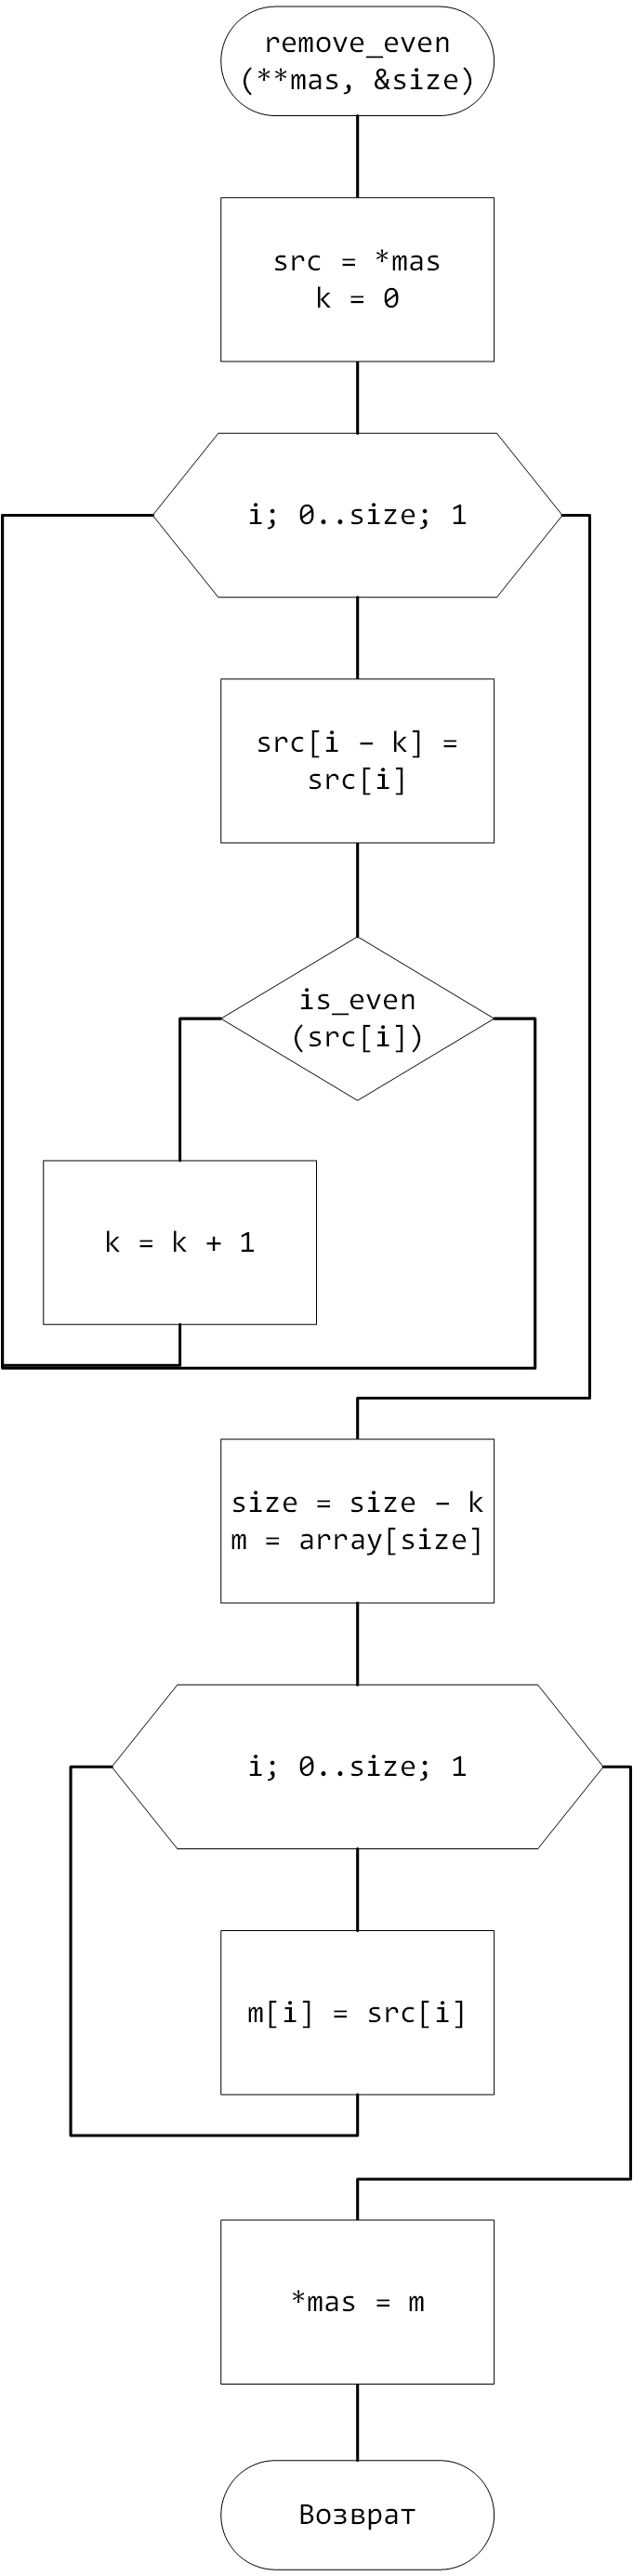 remove_even
(**mas, &size)
src = *mas
k = 0
i; 0..size; 1
src[i – k] =
src[i]
is_even
(src[i])
k = k + 1
size = size – k
m = array[size]
i; 0..size; 1
m[i] = src[i]
*mas = m
Возврат